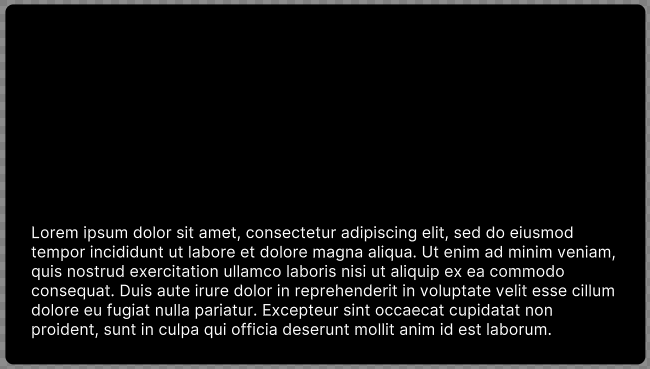 Lorem ipsum dolor sit amet, consectetur adipiscing elit, sed do eiusmod
tempor incididunt ut labore et dolore magna aliqua. Ut enim ad minim veniam,
quis nostrud exercitation ullamco laboris nisi ut aliquip ex ea commodo
consequat. Duis aute irure dolor in reprehenderit in voluptate velit esse cillum
dolore eu fugiat nulla pariatur. Excepteur sint occaecat cupidatat non
proident, sunt in culpa qui officia deserunt mollit anim id est laborum.